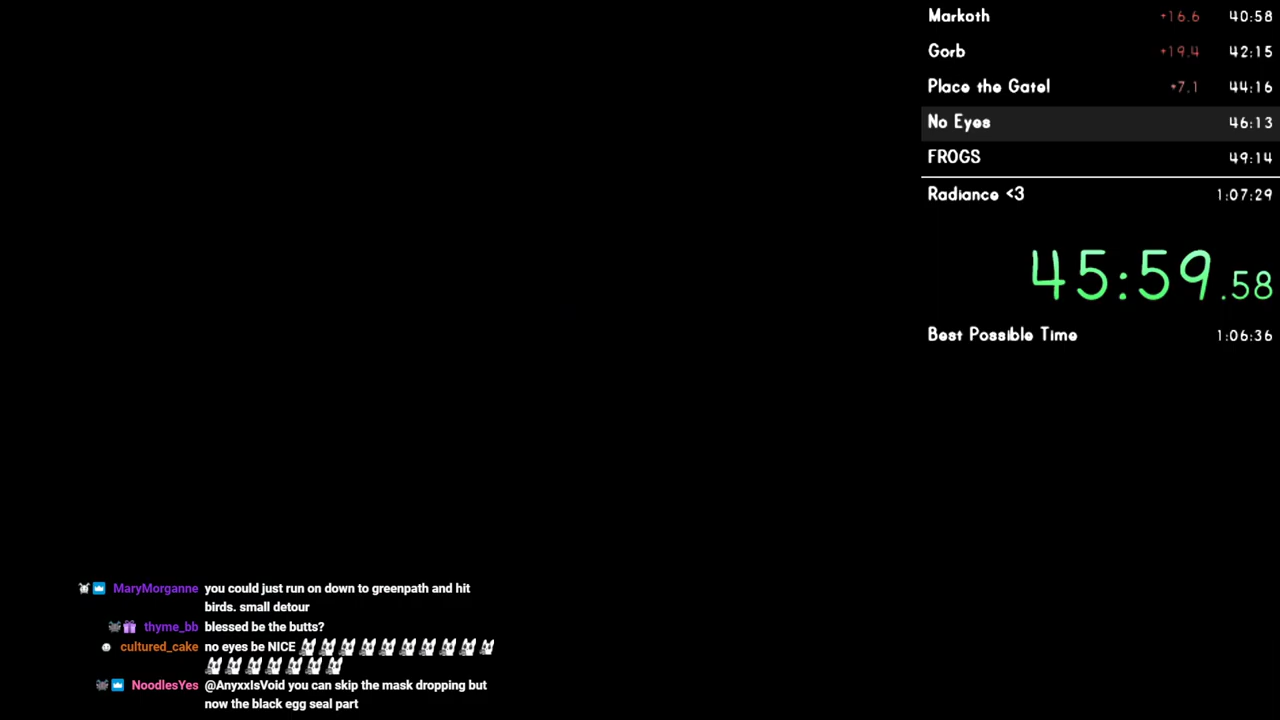 Markoth +16.6 40:58
Gorb +19.4 42:15
Place the Gatel +7.1 44:16
No Eyes 46:13
FROGS 49:14
Radiance <3 1:07:29
45:59.58
Best Possible Time 1:06:36
MaryMorganne you could just run on down to greenpath and hit
birds. small detour
thyme_bb blessed be the butts?
cultured_cake no eyes be NICE
NoodlesYes @AnyxxIsVoid you can skip the mask dropping but
now the black egg seal part